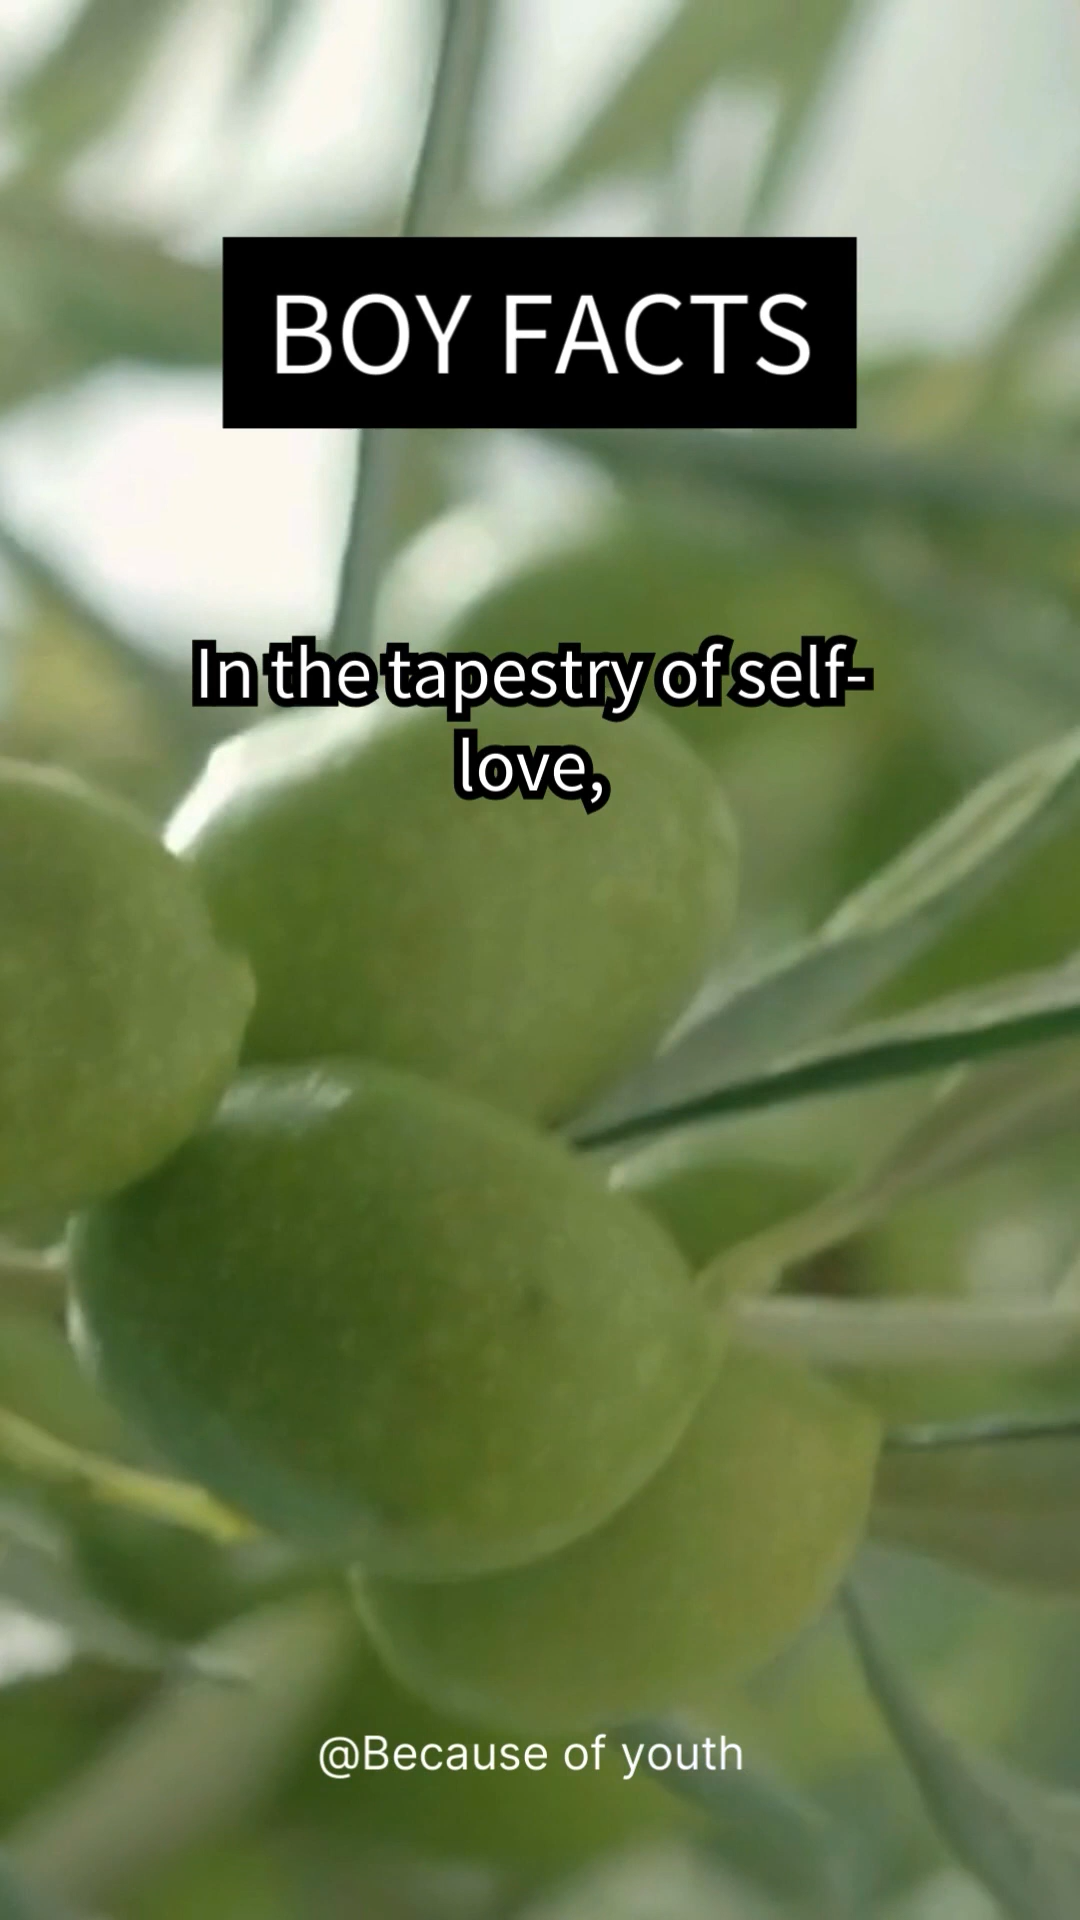 BOY FACTS
In the tapestry of self-
love,
@Because of youth